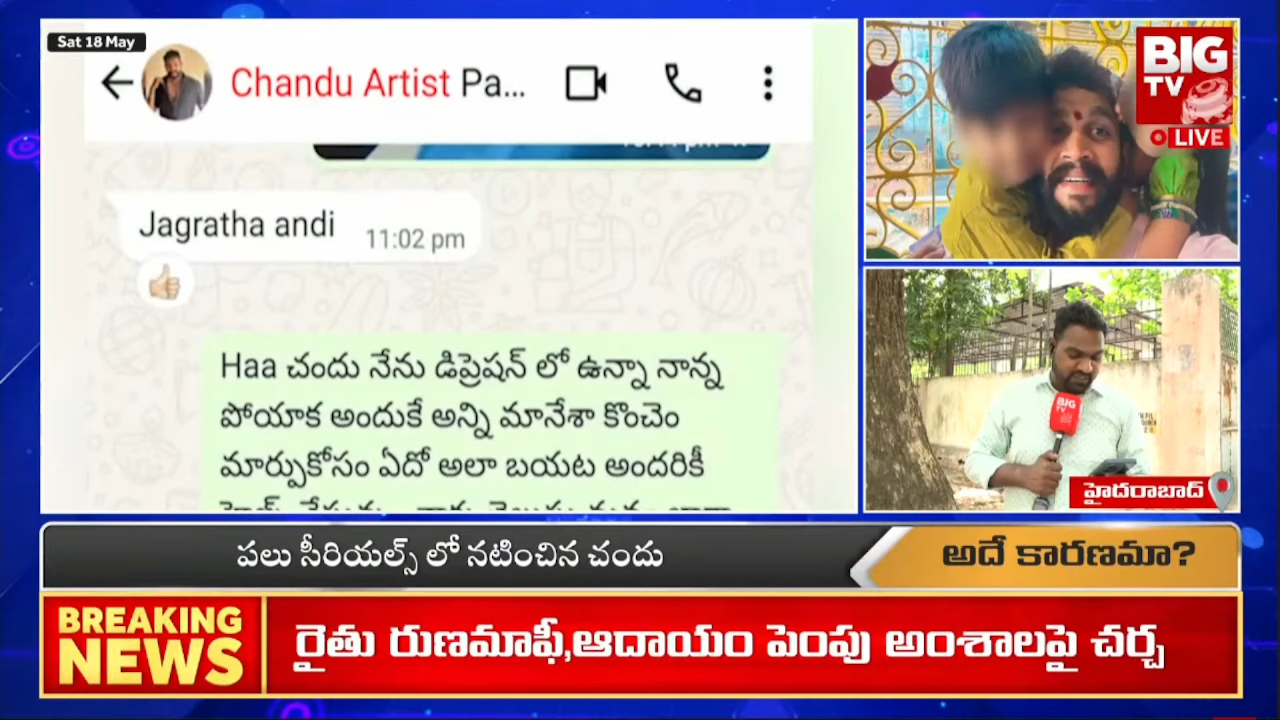 Sat 18 May
Chandu Artist Pa...
Jagratha andi
11:02 pm
Haa చందు నేను డిప్రెషన్ లో ఉన్నా నాన్న
పోయాక అందుకే అన్ని మానేశా కొంచెం
మార్పుకోసం ఏదో అలా బయట అందరికీ
BIG
TV
LIVE
BIG
TV
హైదరాబాద్
పలు సీరియల్స్ లో నటించిన చందు
అదే కారణమా?
BREAKING
NEWS
రైతు రుణమాఫీ,ఆదాయం పెంపు అంశాలపై చర్చ